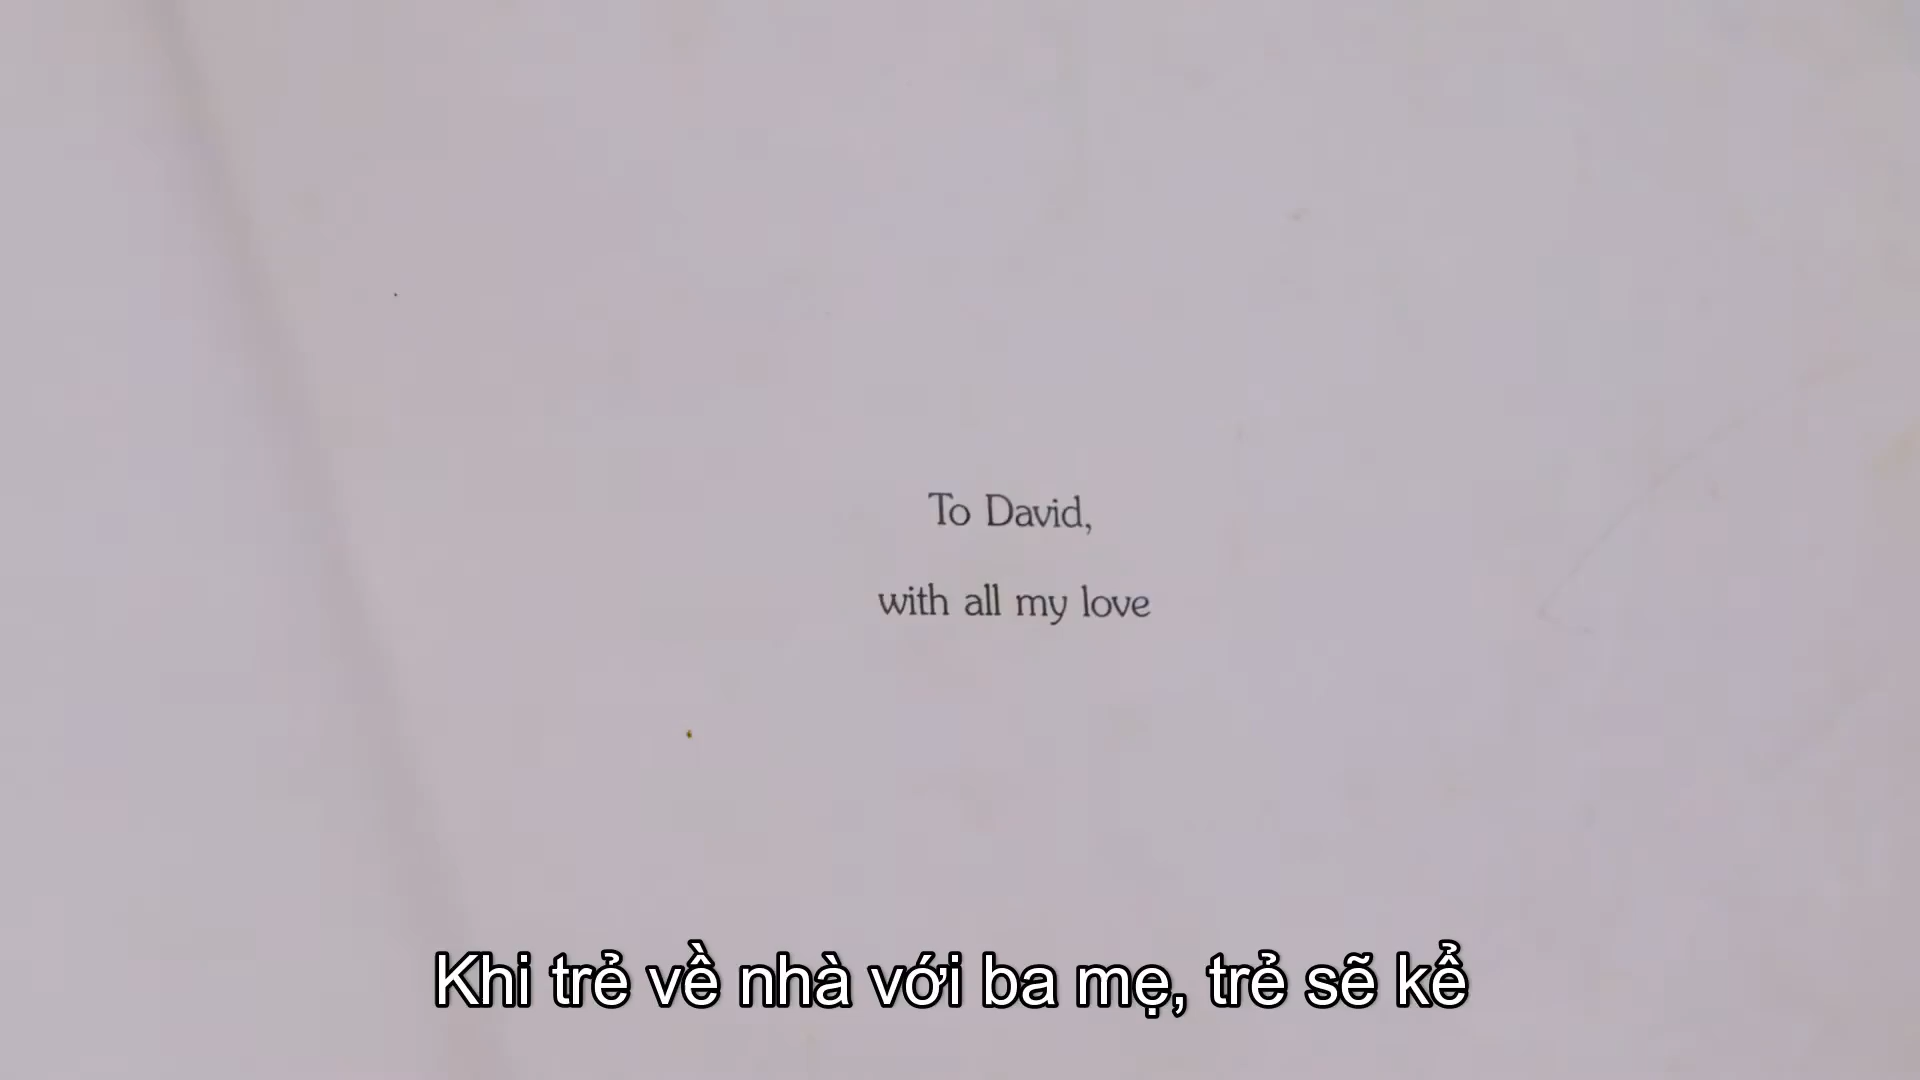 To David,
with all my love
Khi trẻ về nhà với ba mẹ, trẻ sẽ kể